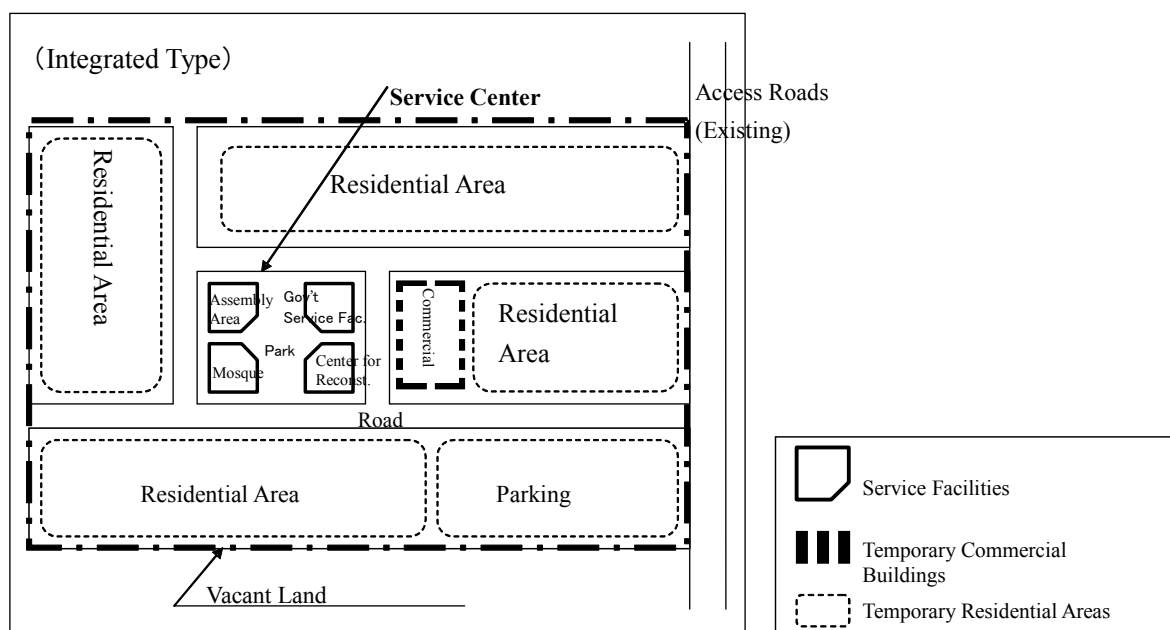 （Integrated Type）
Service Center
Access Roads
(Existing)
Residential Area
Residential Area
Assembly
Area
Gov't
Service Fac.
Park
Mosque
Center for
Reconst.
Commercial
Residential
Area
Road
Residential Area
Parking
Vacant Land
Service Facilities
Temporary Commercial
Buildings
Temporary Residential Areas